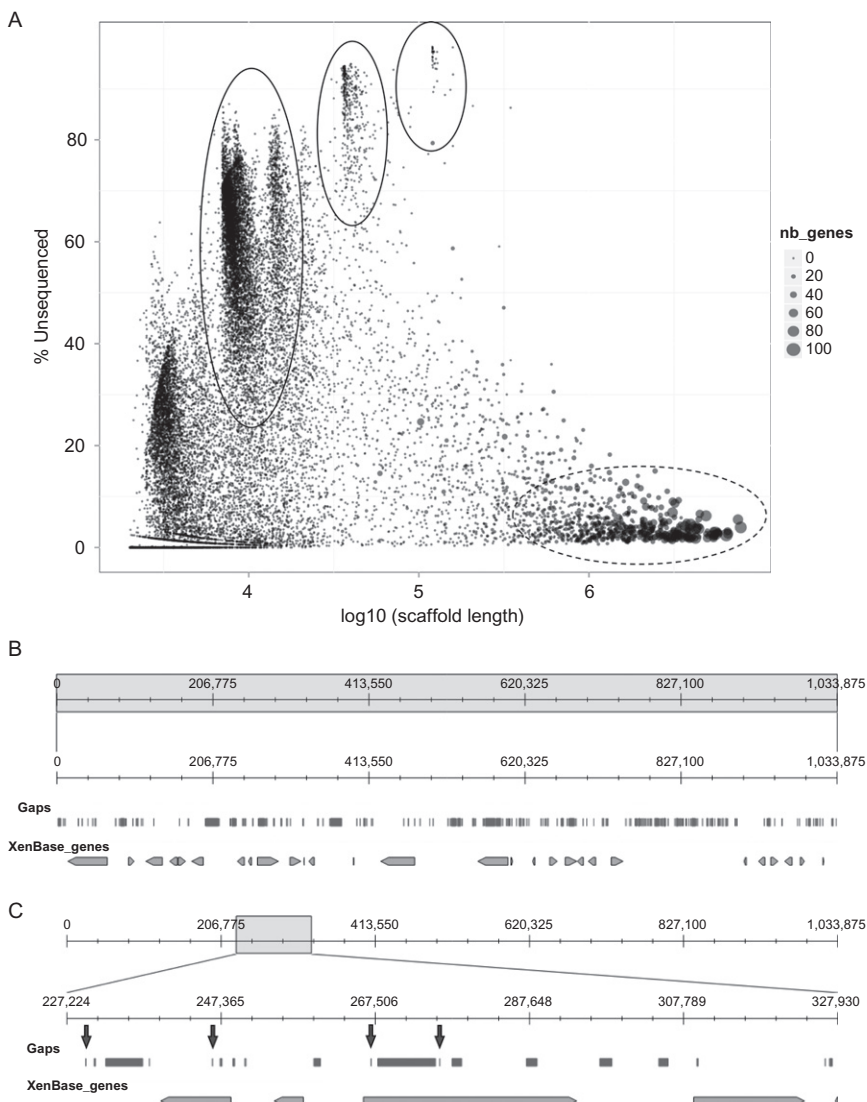 A
80
60
40
20
0
% Unsequenced
4 5 6
log10 (scaffold length)
nb_genes
0
20
40
60
80
100
B
0 206,775 413,550 620,325 827,100 1,033,875
0 206,775 413,550 620,325 827,100 1,033,875
Gaps
XenBase_genes
C
0 206,775 413,550 620,325 827,100 1,033,875
227,224 247,365 267,506 287,648 307,789 327,930
Gaps
XenBase_genes